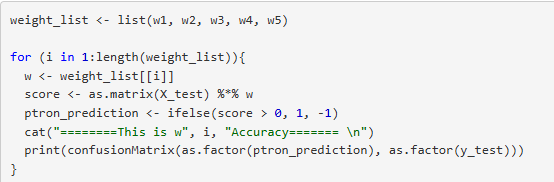 weight_list <- list(w1, w2, w3, w4, w5)
for (i in 1:length(weight_list)){
w <- weight_list[[i]]
score <- as.matrix(X_test) %*% w
ptron_prediction <- ifelse(score > 0, 1, -1)
cat("========This is w", i, "Accuracy======= \n")
print(confusionMatrix(as.factor(ptron_prediction), as.factor(y_test)))
}